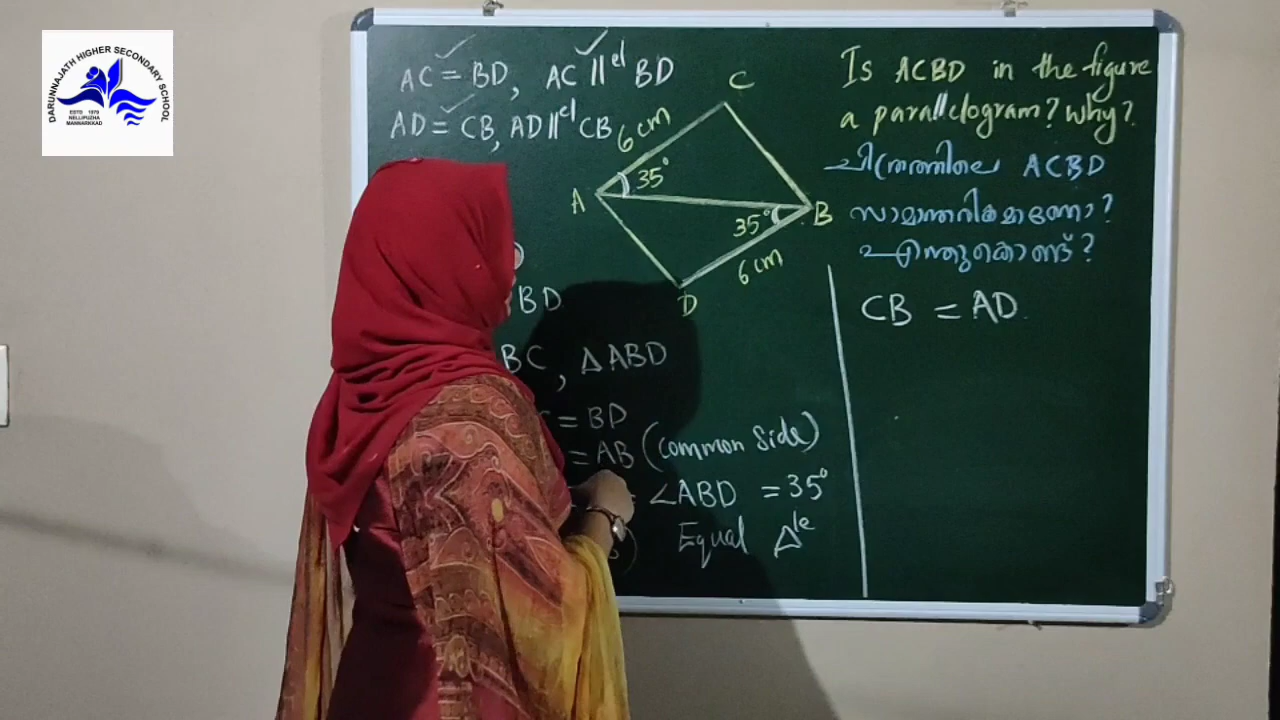 DARUNNAJATH HIGHER SECONDARY SCHOOL
ESTD 1976
NELLIPUZHA
MANNARKKAD
AC = BD, AC ||el BD
AD = CB, AD ||el CB
Is ACBD in the figure
a parallelogram? Why?
ചിത്രത്തിലെ ACBD
സാമാന്തരികമാണോ?
എന്തുകൊണ്ട്?
C
6 cm
35°
A
35°
B
6 cm
D
BD
BC, Δ ABD
= BD
= AB (common side)
∠ABD = 35°
Equal Δle
CB = AD